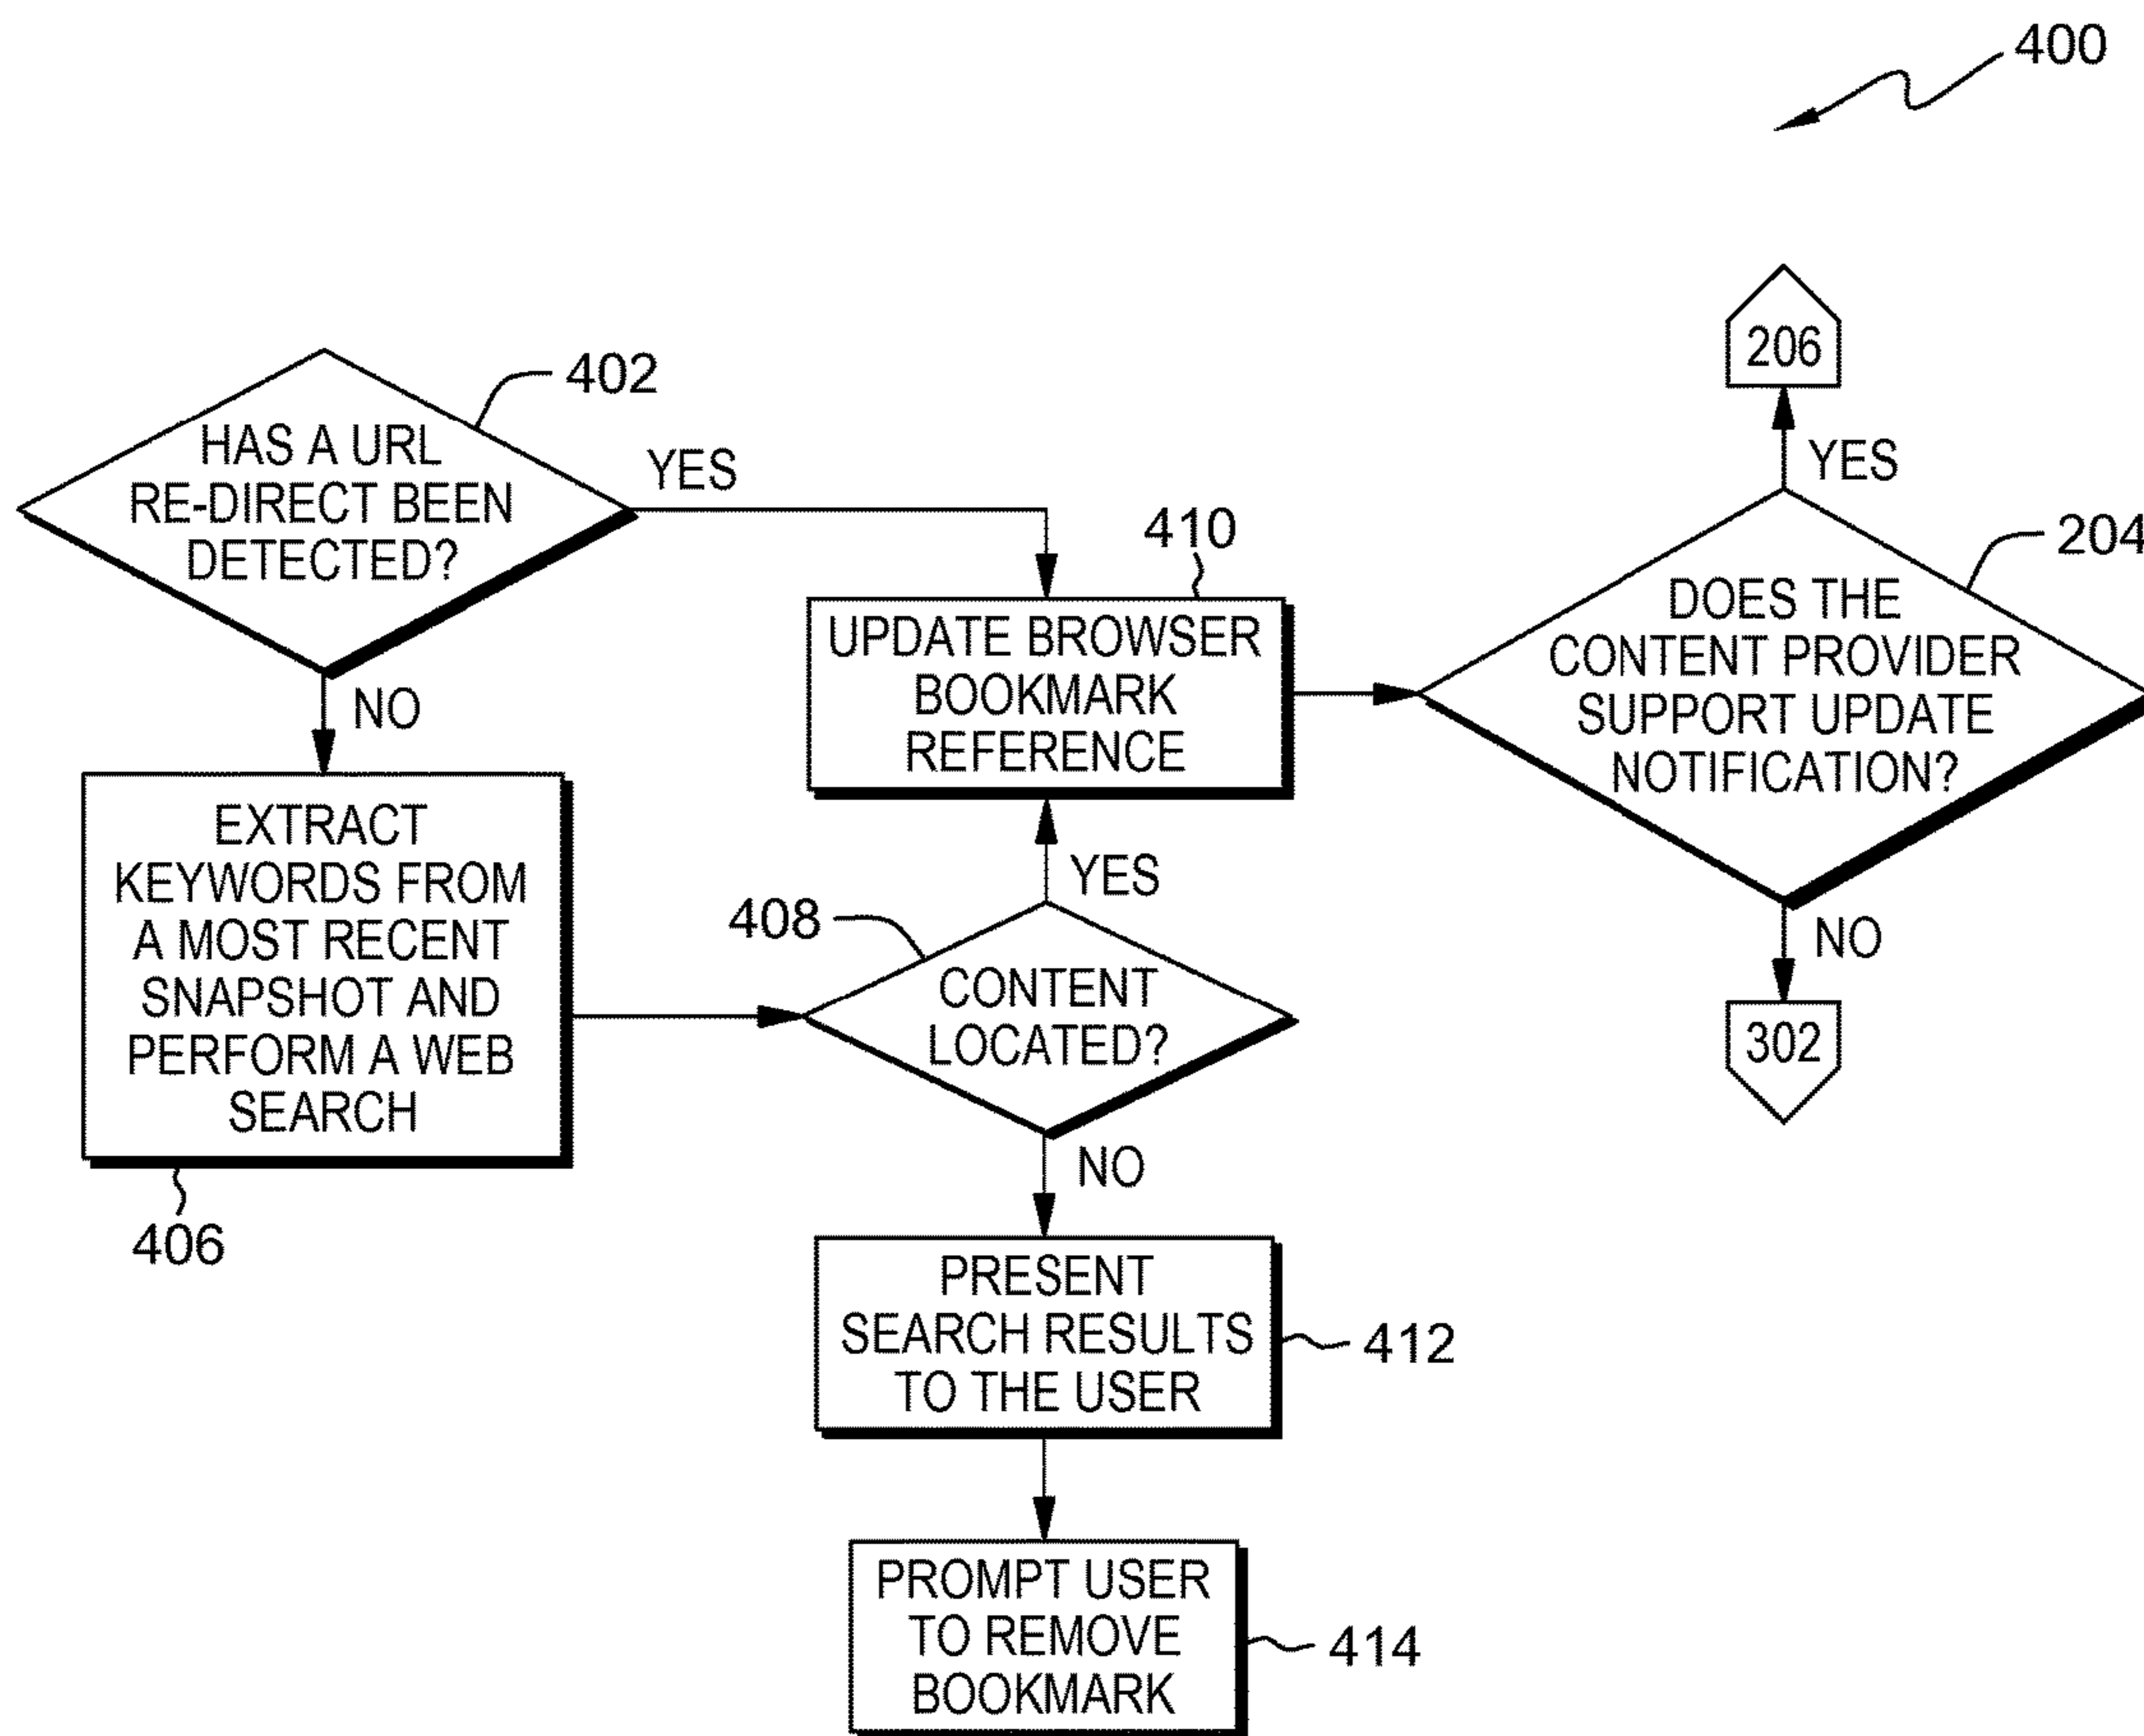 400
402
HAS A URL
RE-DIRECT BEEN
DETECTED?
YES
NO
EXTRACT
KEYWORDS FROM
A MOST RECENT
SNAPSHOT AND
PERFORM A WEB
SEARCH
406
410
UPDATE BROWSER
BOOKMARK
REFERENCE
YES
408
CONTENT
LOCATED?
NO
PRESENT
SEARCH RESULTS
TO THE USER
412
PROMPT USER
TO REMOVE
BOOKMARK
414
206
YES
204
DOES THE
CONTENT PROVIDER
SUPPORT UPDATE
NOTIFICATION?
NO
302